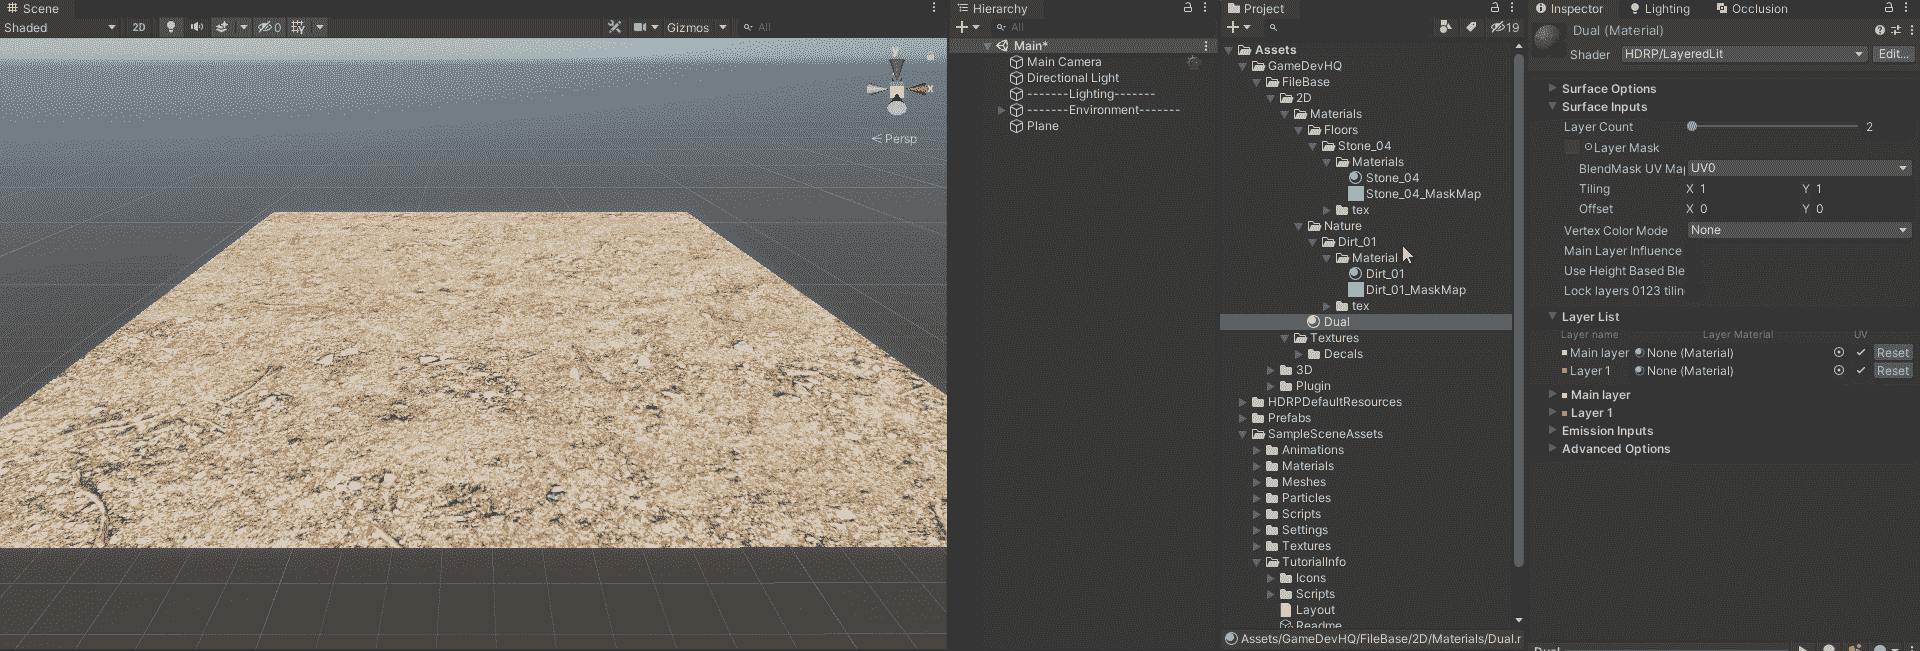 Scene
Shaded
2D
0
Gizmos
All
y
x
Persp
Hierarchy
All
Main*
Main Camera
Directional Light
-------Lighting-------
-------Environment-------
Plane
Project
19
Assets
GameDevHQ
FileBase
2D
Materials
Floors
Stone_04
Materials
Stone_04
Stone_04_MaskMap
tex
Nature
Dirt_01
Material
Dirt_01
Dirt_01_MaskMap
tex
Dual
Textures
Decals
3D
Plugin
HDRPDefaultResources
Prefabs
SampleSceneAssets
Animations
Materials
Meshes
Particles
Scripts
Settings
Textures
TutorialInfo
Icons
Scripts
Layout
Readme
Assets/GameDevHQ/FileBase/2D/Materials/Dual.r
Inspector
Lighting
Occlusion
Dual (Material)
Shader HDRP/LayeredLit Edit...
Surface Options
Surface Inputs
Layer Count 2
Layer Mask
BlendMask UV Ma UV0
Tiling X 1 Y 1
Offset X 0 Y 0
Vertex Color Mode None
Main Layer Influence
Use Height Based Ble
Lock layers 0123 tilin
Layer List
Layer name Layer Material UV
Main layer None (Material) Reset
Layer 1 None (Material) Reset
Main layer
Layer 1
Emission Inputs
Advanced Options
Dual